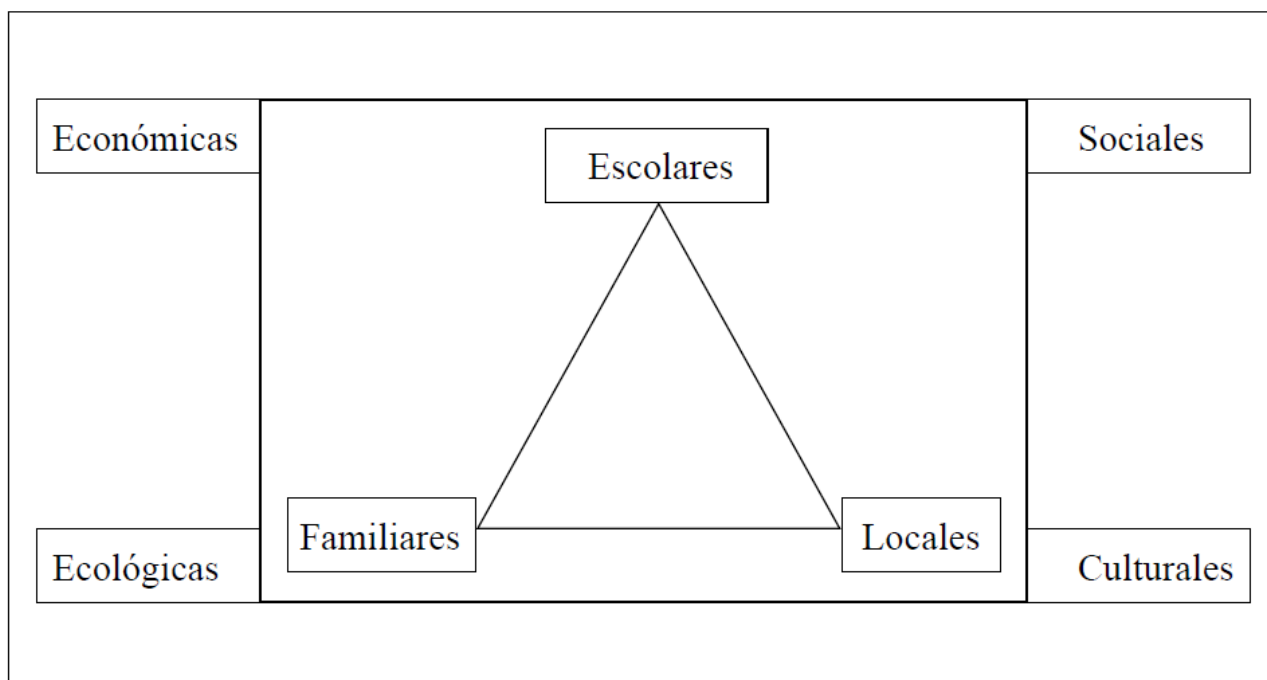 Económicas
Sociales
Escolares
Familiares
Locales
Ecológicas
Culturales